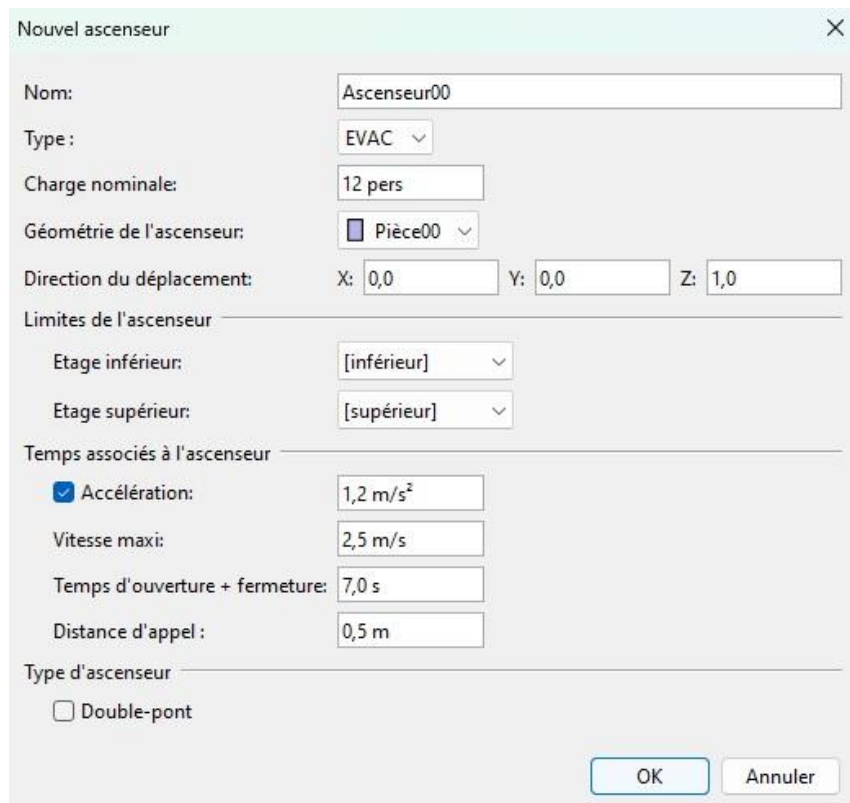 Nouvel ascenseur
Nom: Ascenseur00
Type : EVAC
Charge nominale: 12 pers
Géométrie de l'ascenseur: Pièce00
Direction du déplacement: X: 0,0 Y: 0,0 Z: 1,0
Limites de l'ascenseur
Etage inférieur: [inférieur]
Etage supérieur: [supérieur]
Temps associés à l'ascenseur
Accélération: 1,2 m/s²
Vitesse maxi: 2,5 m/s
Temps d'ouverture + fermeture: 7,0 s
Distance d'appel : 0,5 m
Type d'ascenseur
Double-pont
OK Annuler